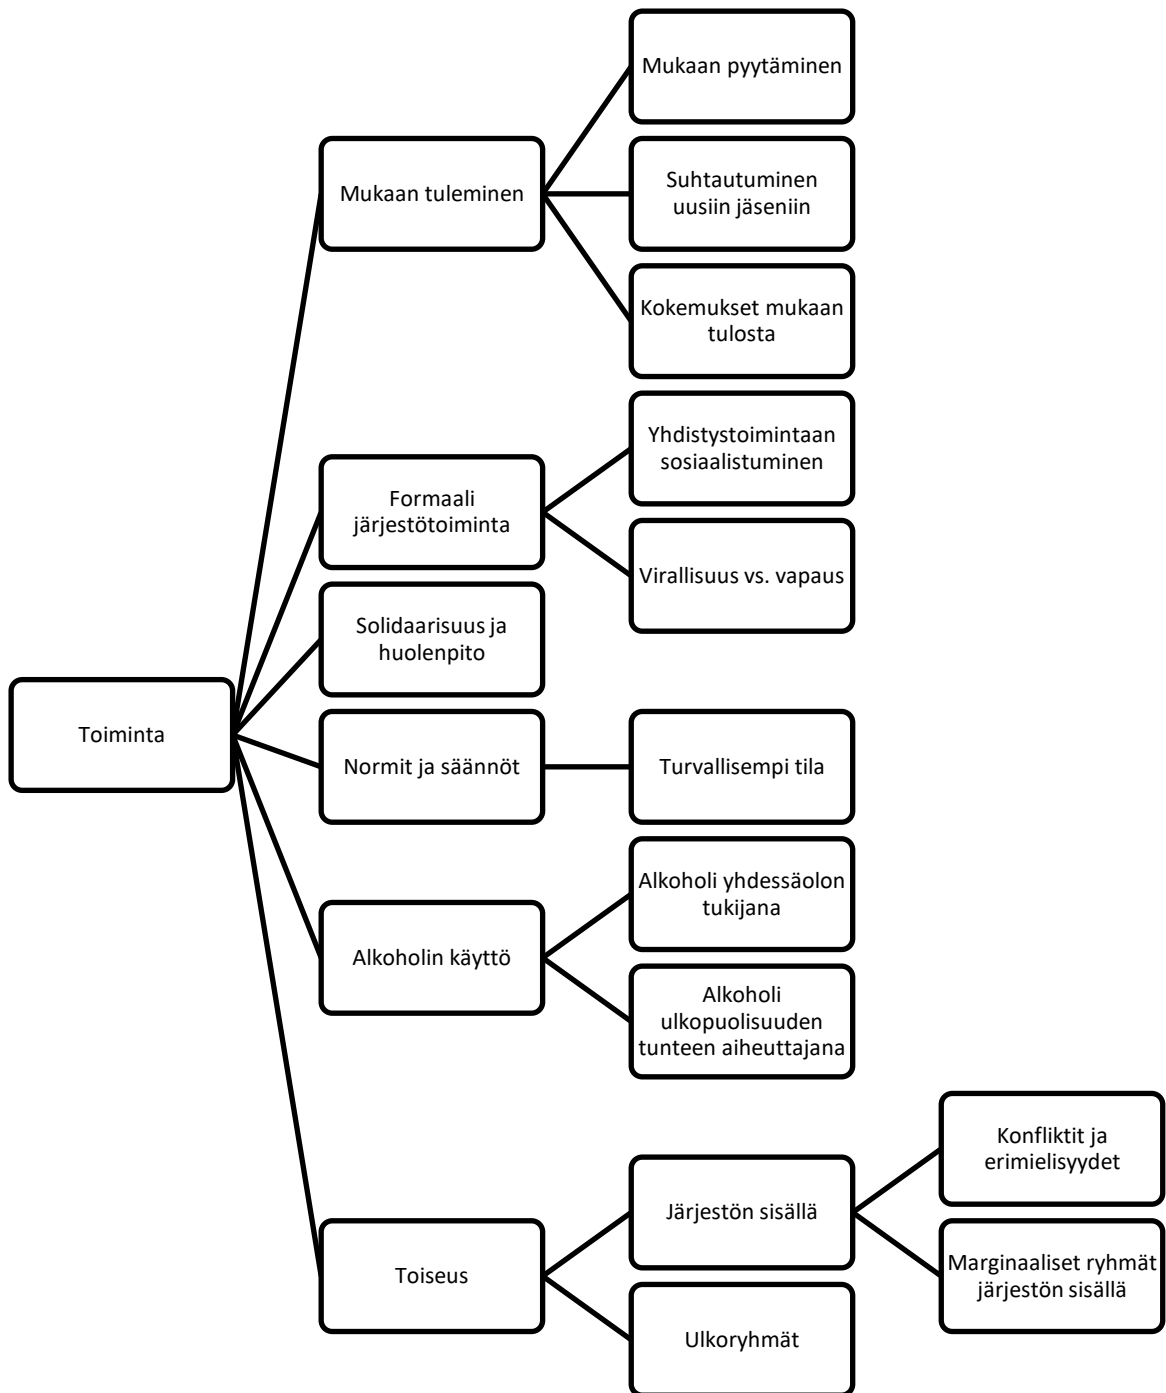 Mukaan pyytäminen
Mukaan tuleminen
Suhtautuminen
uusiin jäseniin
Kokemukset mukaan
tulosta
Yhdistystoimintaan
sosiaalistuminen
Formaali
järjestötoiminta
Virallisuus vs. vapaus
Solidaarisuus ja
huolenpito
Toiminta
Normit ja säännöt
Turvallisempi tila
Alkoholi yhdessäolon
tukijana
Alkoholin käyttö
Alkoholi
ulkopuolisuuden
tunteen aiheuttajana
Konfliktit ja
erimielisyydet
Järjestön sisällä
Marginaaliset ryhmät
järjestön sisällä
Toiseus
Ulkoryhmät